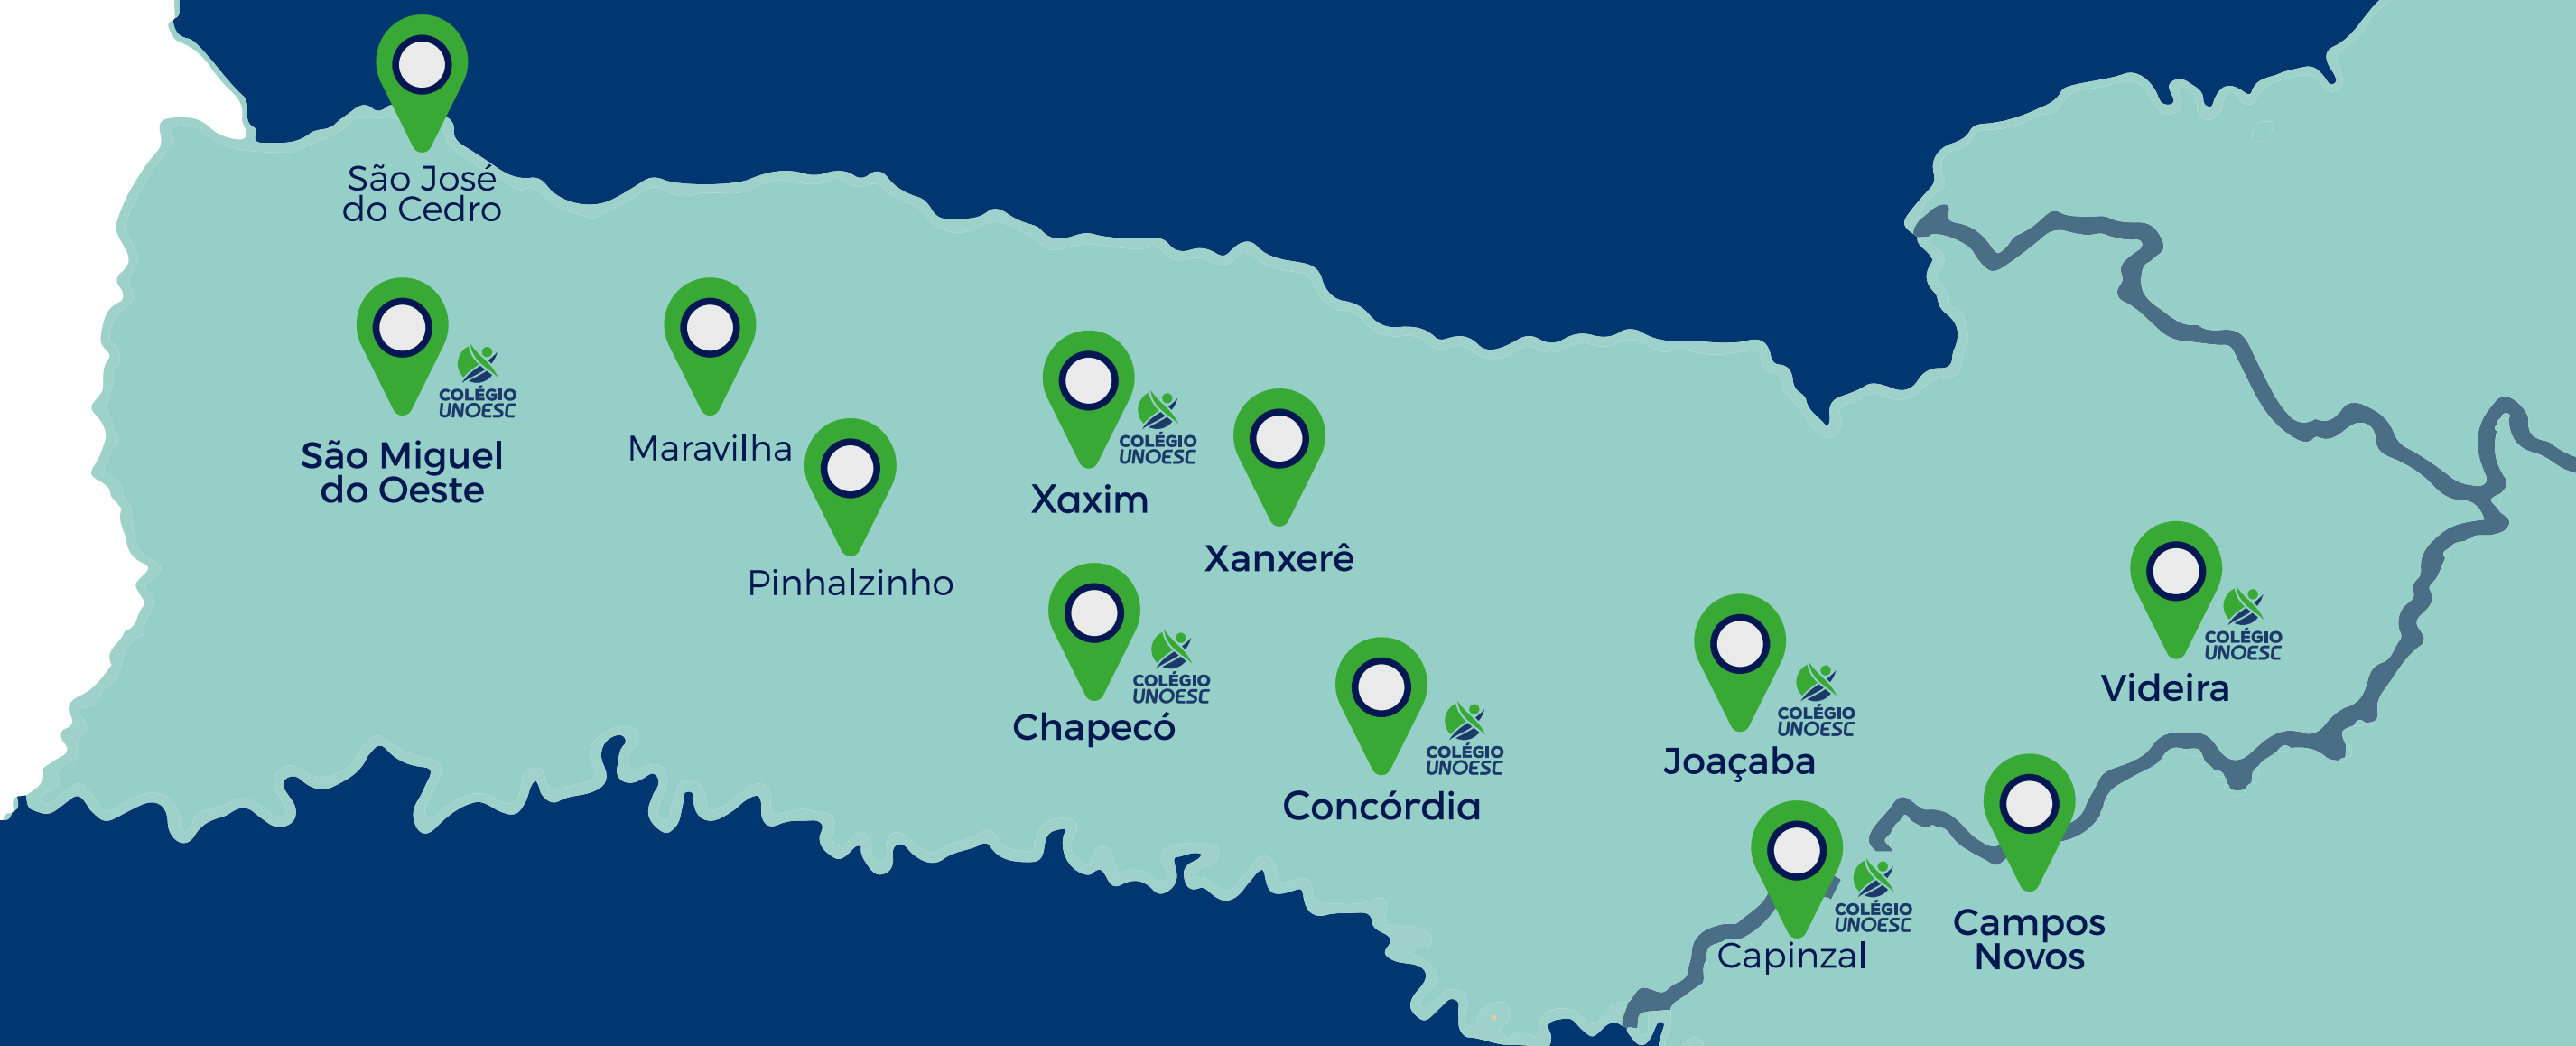 São José
do Cedro
COLÉGIO
UNOESC
São Miguel
do Oeste
Maravilha
Pinhalzinho
COLÉGIO
UNOESC
Xaxim
Xanxerê
COLÉGIO
UNOESC
Chapecó
COLÉGIO
UNOESC
Concórdia
COLÉGIO
UNOESC
Joaçaba
COLÉGIO
UNOESC
Videira
COLÉGIO
UNOESC
Capinzal
Campos
Novos